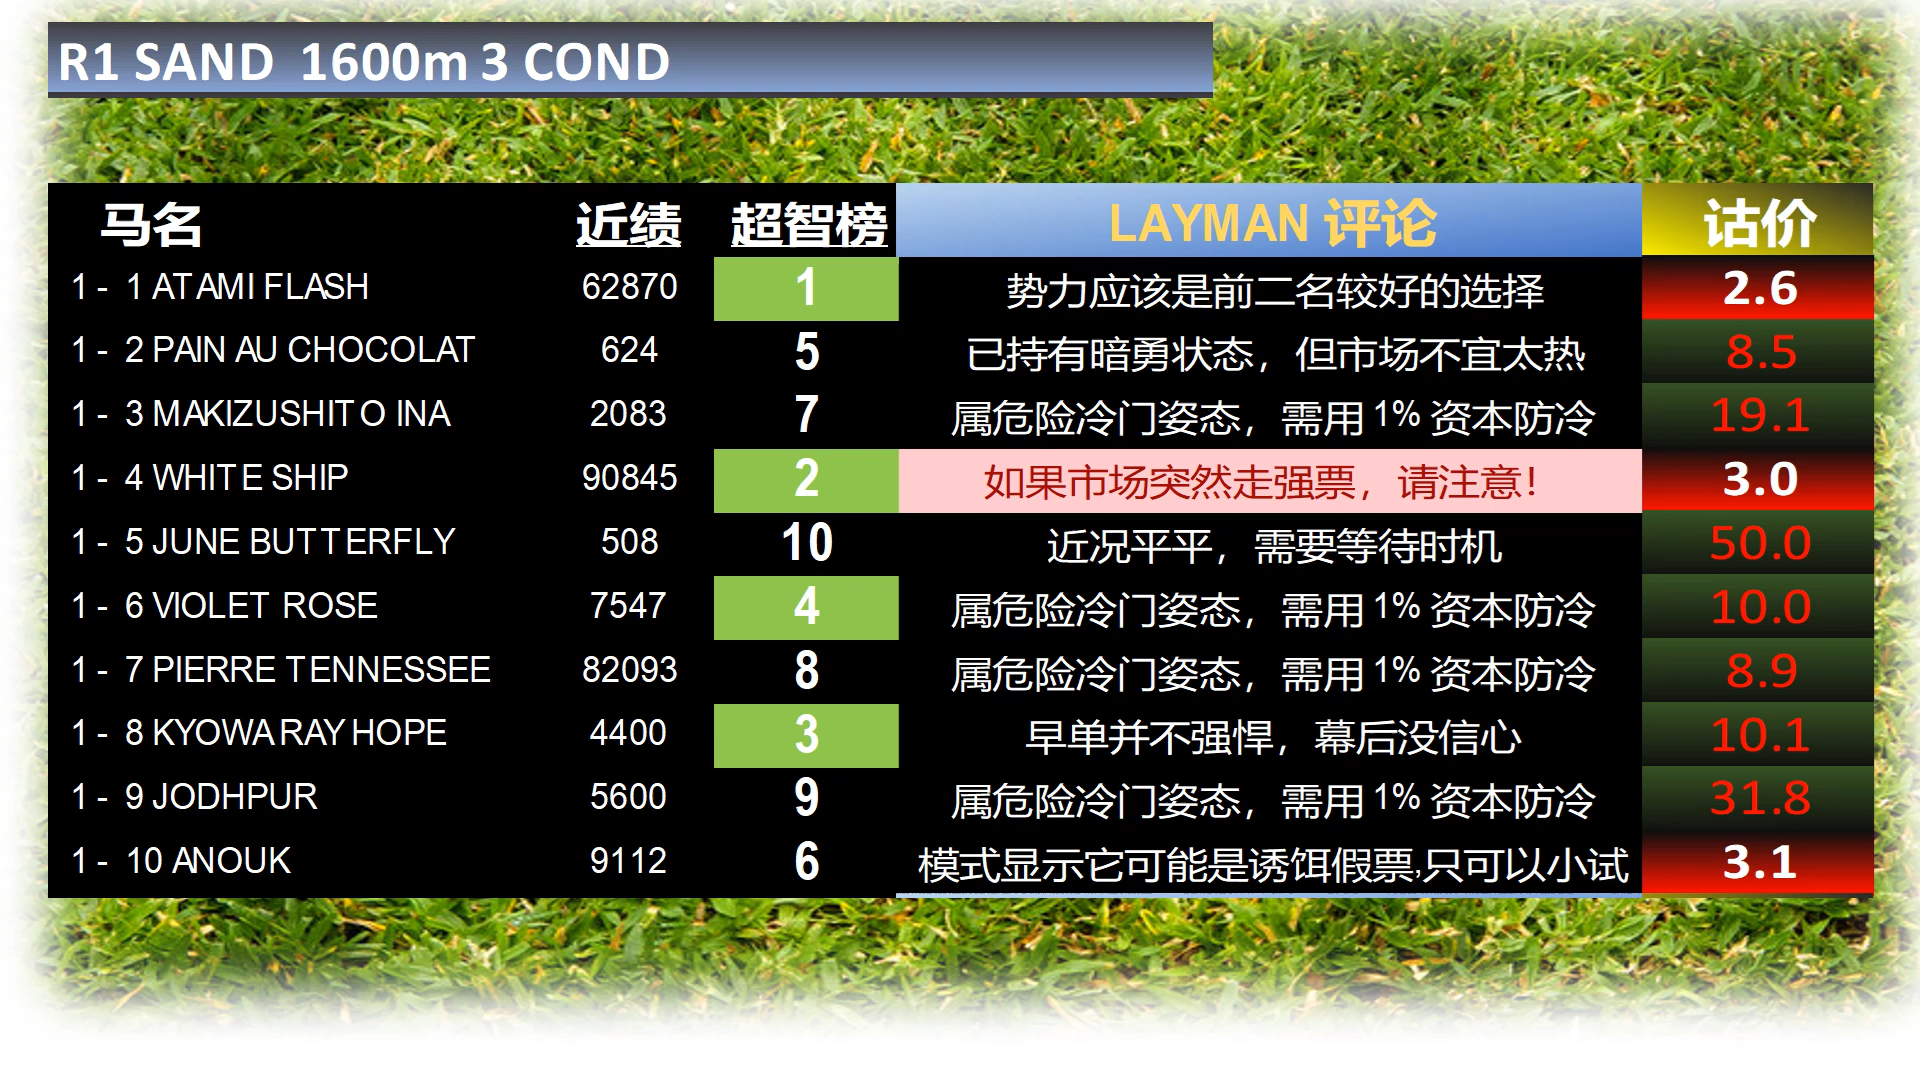 R1 SAND 1600m 3 COND
马名 近绩 超智榜 LAYMAN 评论 诂价
1 - 1 ATAMI FLASH 62870 1 势力应该是前二名较好的选择 2.6
1 - 2 PAIN AU CHOCOLAT 624 5 已持有暗勇状态，但市场不宜太热 8.5
1 - 3 MAKIZUSHITO INA 2083 7 属危险冷门姿态，需用 1% 资本防冷 19.1
1 - 4 WHITE SHIP 90845 2 如果市场突然走强票，请注意！ 3.0
1 - 5 JUNE BUTTERFLY 508 10 近况平平，需要等待时机 50.0
1 - 6 VIOLET ROSE 7547 4 属危险冷门姿态，需用 1% 资本防冷 10.0
1 - 7 PIERRE TENNESSEE 82093 8 属危险冷门姿态，需用 1% 资本防冷 8.9
1 - 8 KYOWA RAY HOPE 4400 3 早单并不强悍，幕后没信心 10.1
1 - 9 JODHPUR 5600 9 属危险冷门姿态，需用 1% 资本防冷 31.8
1 - 10 ANOUK 9112 6 模式显示它可能是诱饵假票,只可以小试 3.1